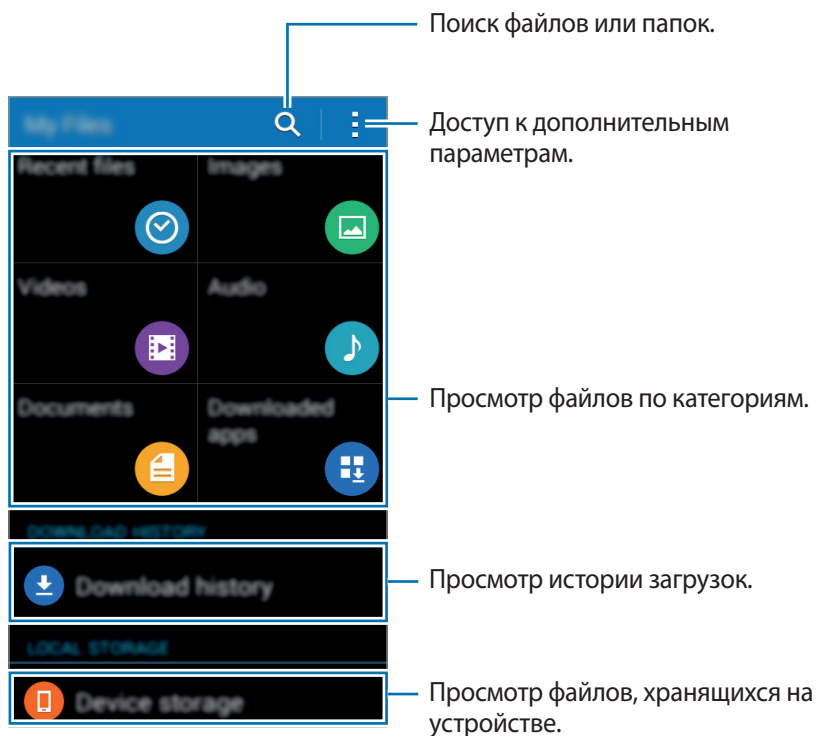 Поиск файлов или папок.
My Files
Доступ к дополнительным
параметрам.
Recent files
Images
Videos
Audio
Просмотр файлов по категориям.
Documents
Downloaded
apps
DOWNLOAD HISTORY
Download history
Просмотр истории загрузок.
LOCAL STORAGE
Device storage
Просмотр файлов, хранящихся на
устройстве.